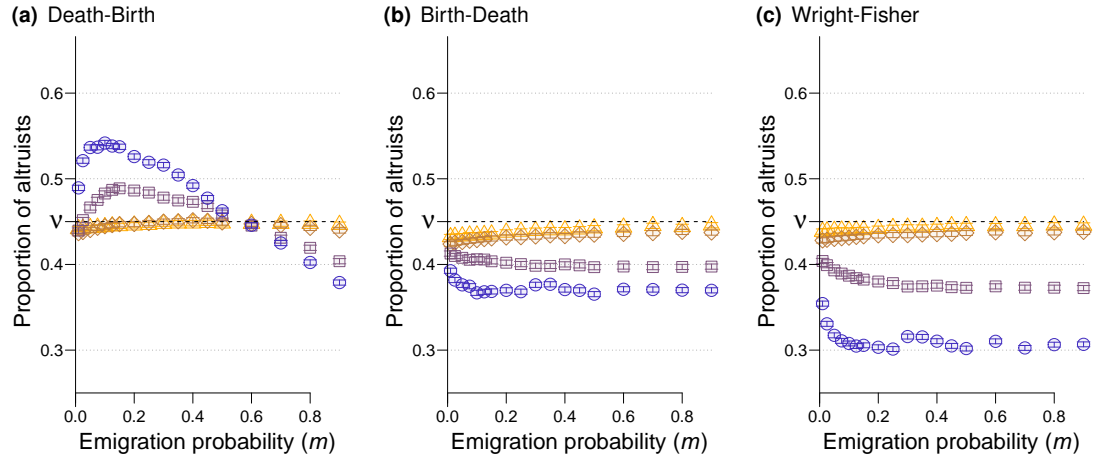 (a) Death-Birth
(b) Birth-Death
(c) Wright-Fisher
Proportion of altruists
0.6
0.5
ν
0.4
0.3
0.0 0.2 0.4 0.6 0.8
Emigration probability (m)
Proportion of altruists
0.6
0.5
ν
0.4
0.3
0.0 0.2 0.4 0.6 0.8
Emigration probability (m)
Proportion of altruists
0.6
0.5
ν
0.4
0.3
0.0 0.2 0.4 0.6 0.8
Emigration probability (m)